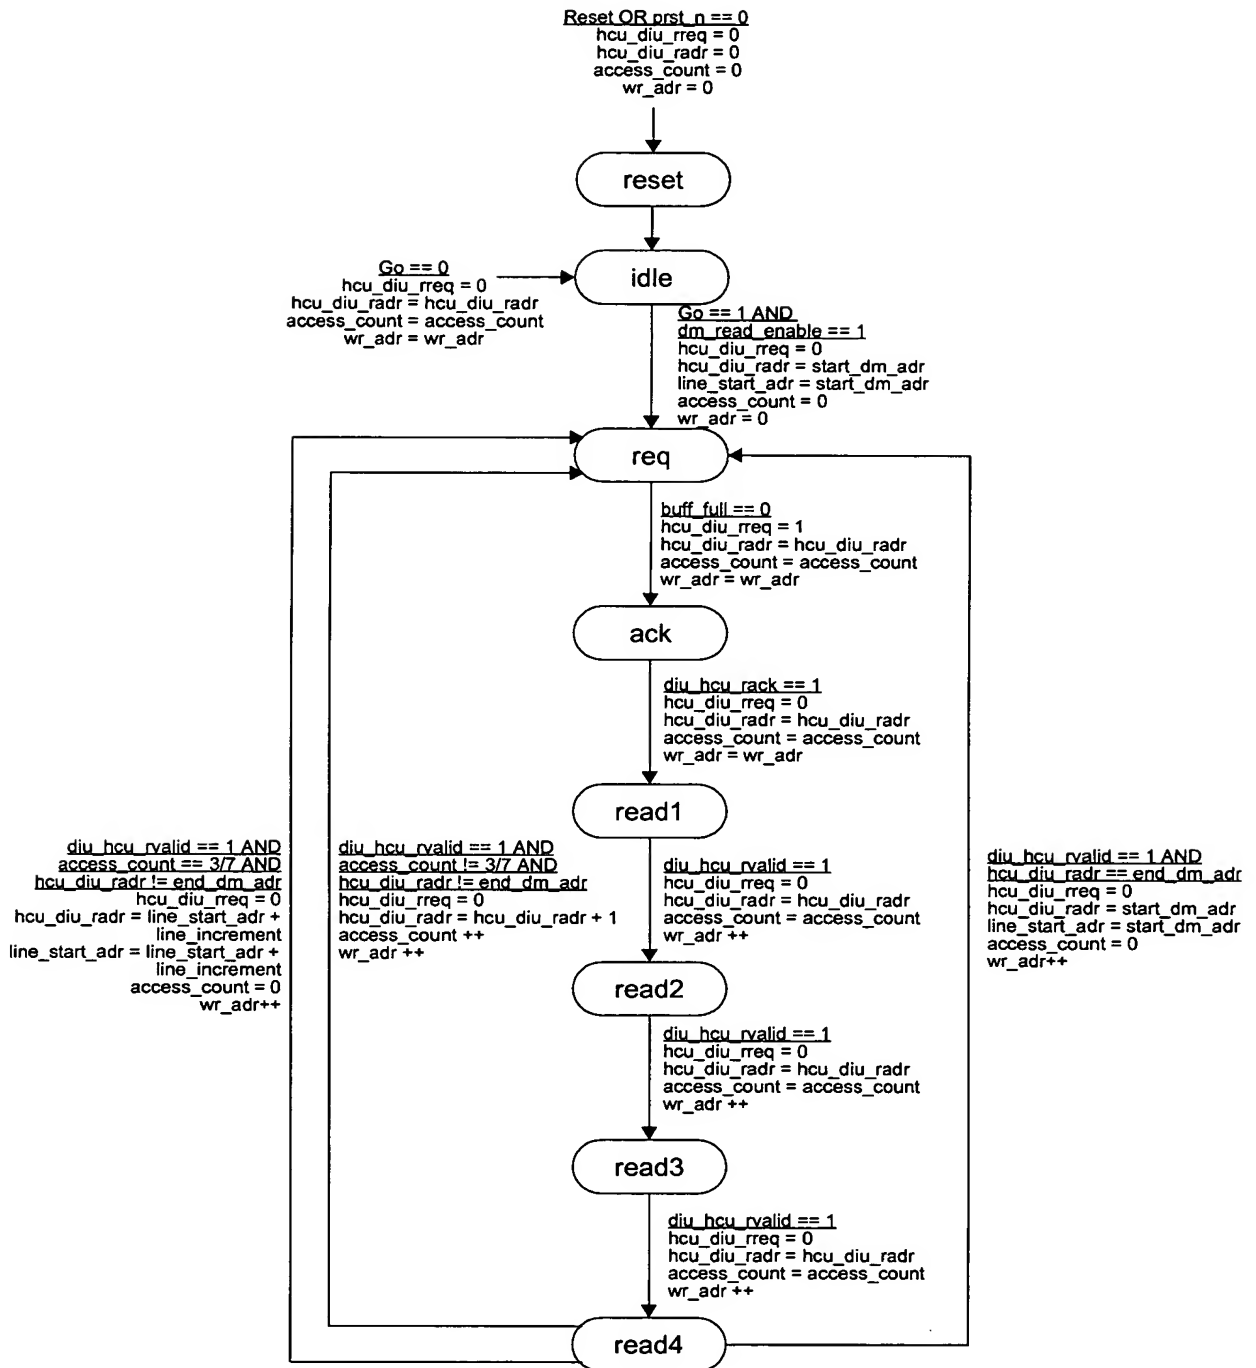 Reset OR prst_n == 0
hcu_diu_rreq = 0
hcu_diu_radr = 0
access_count = 0
wr_adr = 0
reset
Go == 0
hcu_diu_rreq = 0
hcu_diu_radr = hcu_diu_radr
access_count = access_count
wr_adr = wr_adr
idle
Go == 1 AND
dm_read_enable == 1
hcu_diu_rreq = 0
hcu_diu_radr = start_dm_adr
line_start_adr = start_dm_adr
access_count = 0
wr_adr = 0
req
buff_full == 0
hcu_diu_rreq = 1
hcu_diu_radr = hcu_diu_radr
access_count = access_count
wr_adr = wr_adr
ack
diu_hcu_rack == 1
hcu_diu_rreq = 0
hcu_diu_radr = hcu_diu_radr
access_count = access_count
wr_adr = wr_adr
read1
diu_hcu_rvalid == 1 AND
access_count == 3/7 AND
hcu_diu_radr != end_dm_adr
hcu_diu_rreq = 0
hcu_diu_radr = line_start_adr +
line_increment
line_start_adr = line_start_adr +
line_increment
access_count = 0
wr_adr++
diu_hcu_rvalid == 1 AND
access_count != 3/7 AND
hcu_diu_radr != end_dm_adr
hcu_diu_rreq = 0
hcu_diu_radr = hcu_diu_radr + 1
access_count ++
wr_adr ++
diu_hcu_rvalid == 1
hcu_diu_rreq = 0
hcu_diu_radr = hcu_diu_radr
access_count = access_count
wr_adr ++
diu_hcu_rvalid == 1 AND
hcu_diu_radr == end_dm_adr
hcu_diu_rreq = 0
hcu_diu_radr = start_dm_adr
line_start_adr = start_dm_adr
access_count = 0
wr_adr++
read2
diu_hcu_rvalid == 1
hcu_diu_rreq = 0
hcu_diu_radr = hcu_diu_radr
access_count = access_count
wr_adr ++
read3
diu_hcu_rvalid == 1
hcu_diu_rreq = 0
hcu_diu_radr = hcu_diu_radr
access_count = access_count
wr_adr ++
read4